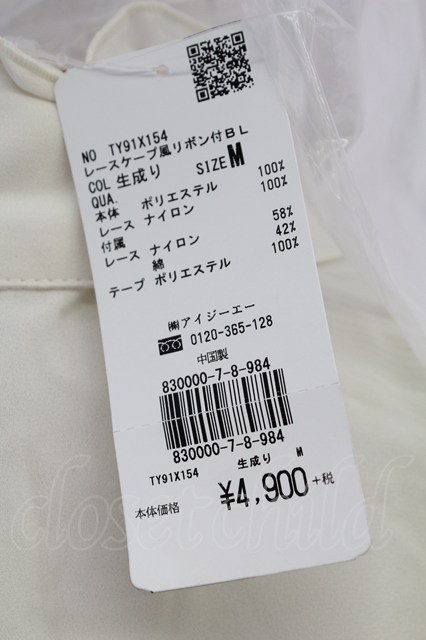 NO TY91X154
レースケープ風リボン付BL
COL 生成り SIZE M
QUA.
本体 ポリエステル 100%
レース ナイロン 100%
付属
レース ナイロン 58%
綿 42%
テープ ポリエステル 100%
㈱アイジーエー
0120-365-128
中国製
830000-7-8-984
830000-7-8-984
TY91X154 生成り M
本体価格 ¥4,900+税
closet child